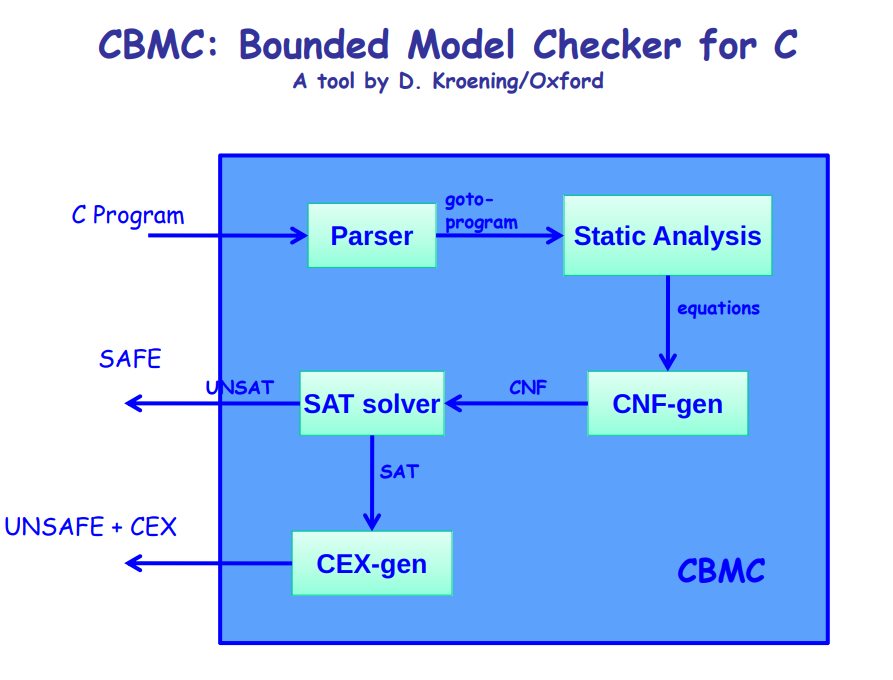 CBMC: Bounded Model Checker for C
A tool by D. Kroening/Oxford
C Program
Parser
goto-
program
Static Analysis
equations
SAFE
UNSAT
SAT solver
CNF
CNF-gen
SAT
UNSAFE + CEX
CEX-gen
CBMC